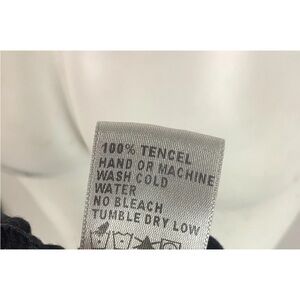 100% TENCEL
HAND OR MACHINE
WASH COLD
WATER
NO BLEACH
TUMBLE DRY LOW